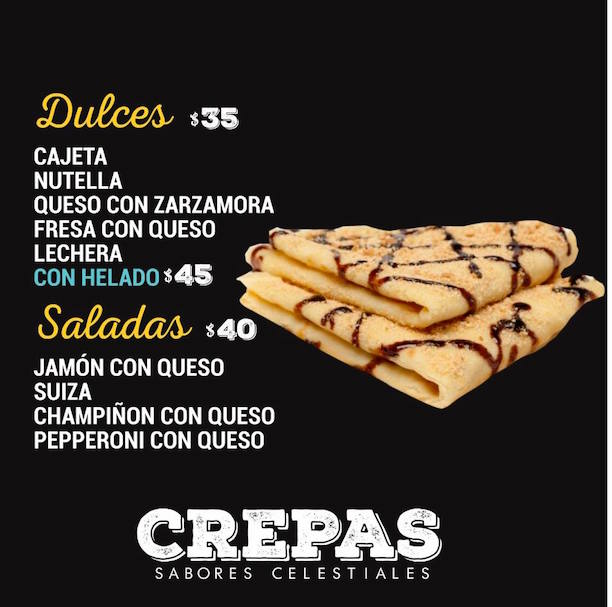 Dulces $35
CAJETA
NUTELLA
QUESO CON ZARZAMORA
FRESA CON QUESO
LECHERA
CON HELADO $45
Saladas $40
JAMÓN CON QUESO
SUIZA
CHAMPIÑON CON QUESO
PEPPERONI CON QUESO
CREPAS
SABORES CELESTIALES